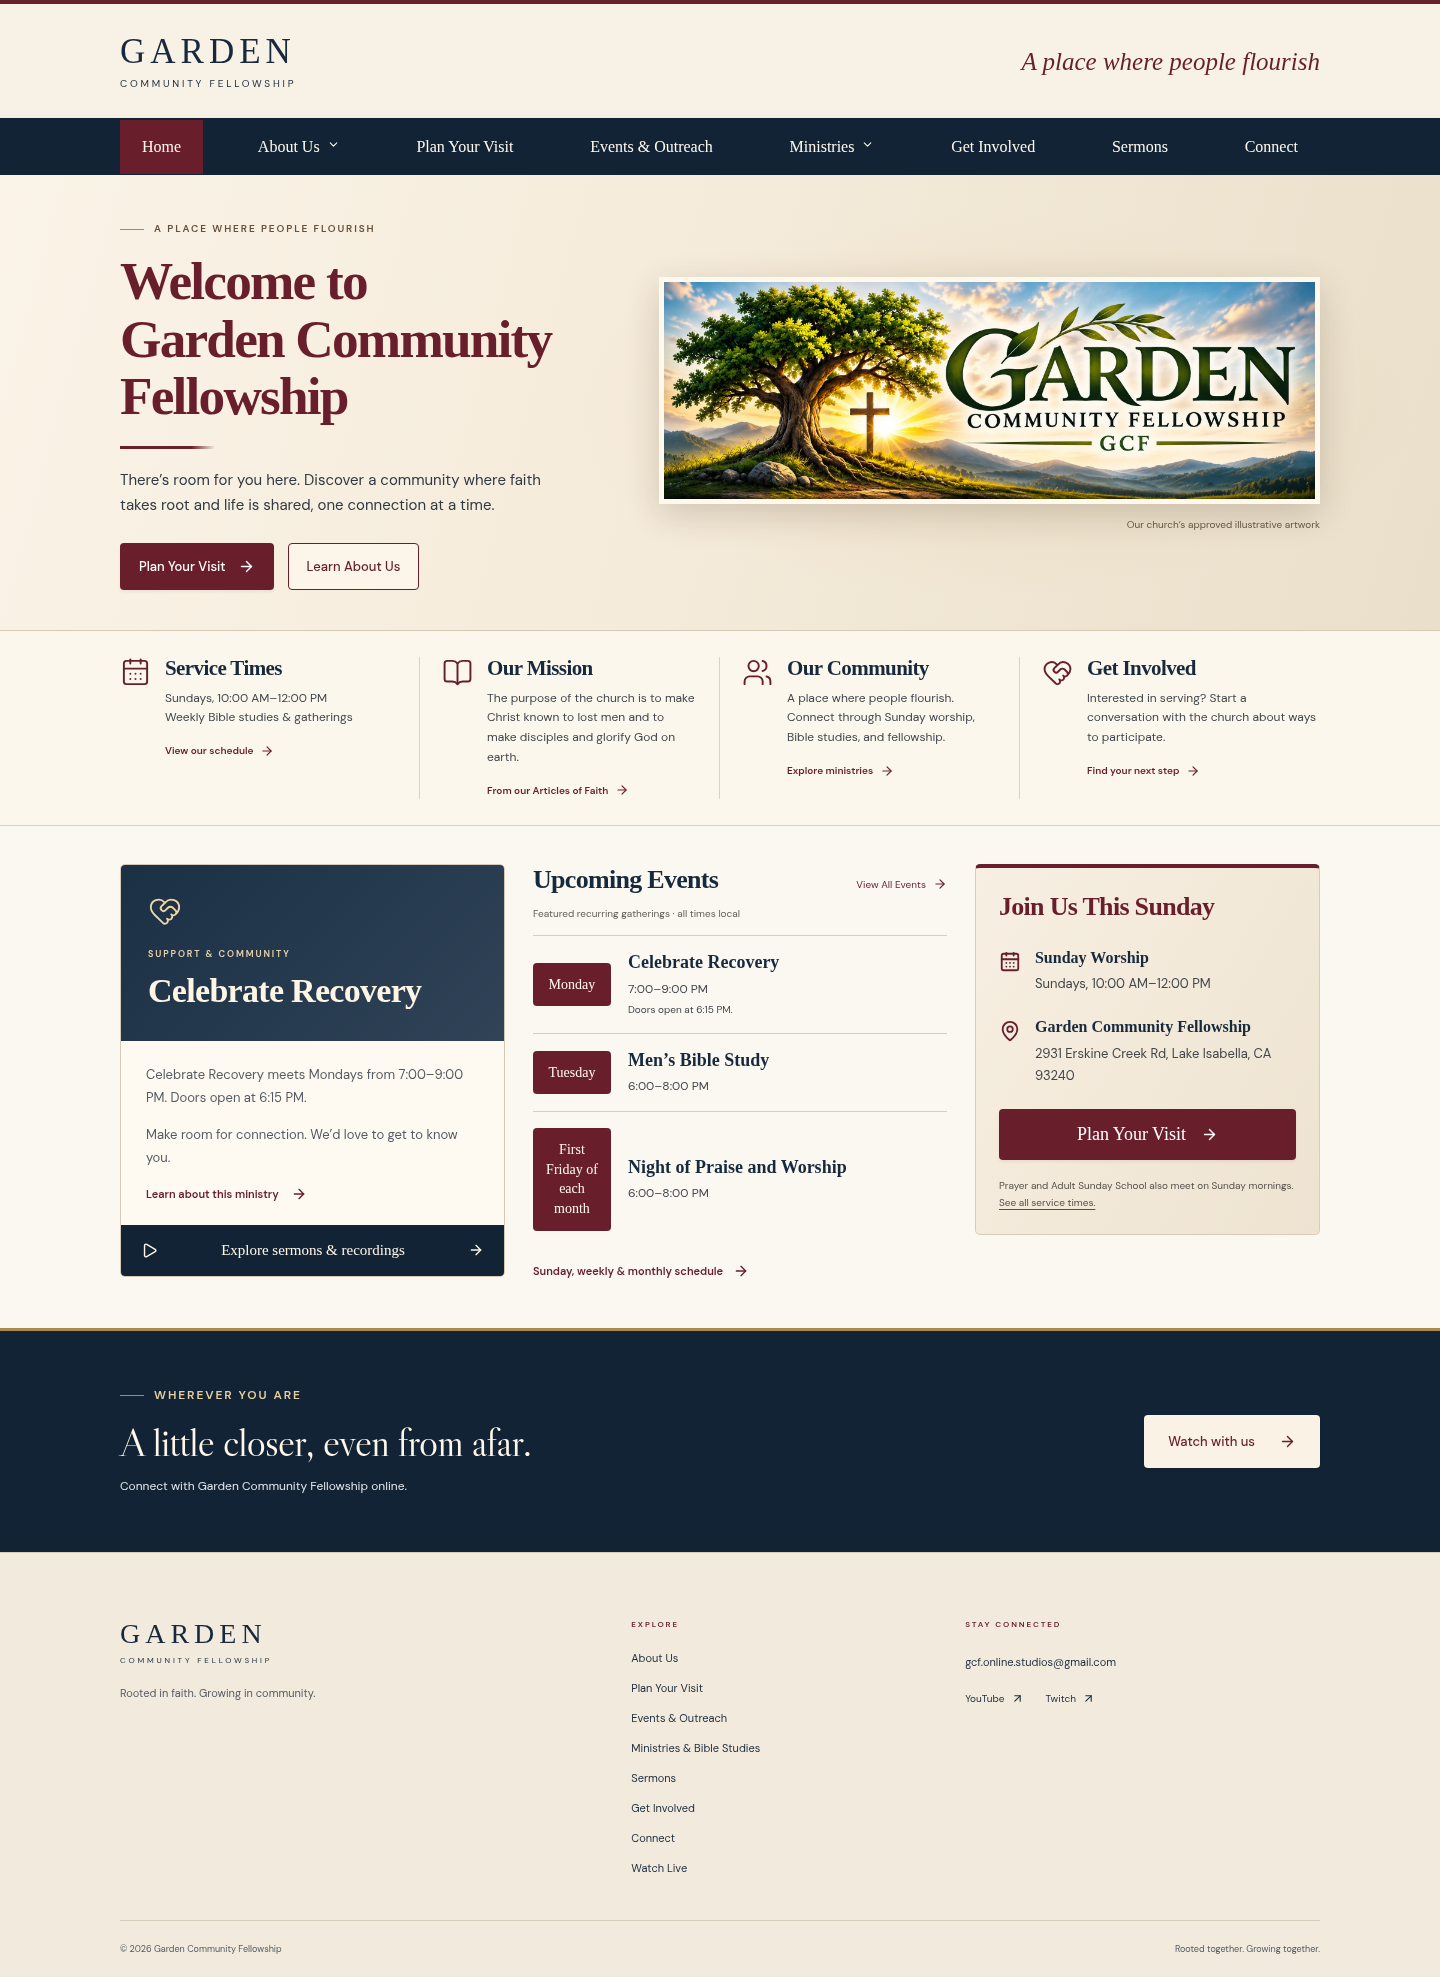 GARDEN
COMMUNITY FELLOWSHIP
A place where people flourish
Home
About Us
Plan Your Visit
Events & Outreach
Ministries
Get Involved
Sermons
Connect
A PLACE WHERE PEOPLE FLOURISH
Welcome to
Garden Community
Fellowship
There’s room for you here. Discover a community where faith
takes root and life is shared, one connection at a time.
Plan Your Visit
Learn About Us
GARDEN
COMMUNITY FELLOWSHIP
GCF
Our church’s approved illustrative artwork
Service Times
Sundays, 10:00 AM–12:00 PM
Weekly Bible studies & gatherings
View our schedule
Our Mission
The purpose of the church is to make
Christ known to lost men and to
make disciples and glorify God on
earth.
From our Articles of Faith
Our Community
A place where people flourish.
Connect through Sunday worship,
Bible studies, and fellowship.
Explore ministries
Get Involved
Interested in serving? Start a
conversation with the church about ways
to participate.
Find your next step
SUPPORT & COMMUNITY
Celebrate Recovery
Celebrate Recovery meets Mondays from 7:00–9:00
PM. Doors open at 6:15 PM.
Make room for connection. We’d love to get to know
you.
Learn about this ministry
Explore sermons & recordings
Upcoming Events
View All Events
Featured recurring gatherings · all times local
Monday
Celebrate Recovery
7:00–9:00 PM
Doors open at 6:15 PM.
Tuesday
Men’s Bible Study
6:00–8:00 PM
First
Friday of
each
month
Night of Praise and Worship
6:00–8:00 PM
Sunday, weekly & monthly schedule
Join Us This Sunday
Sunday Worship
Sundays, 10:00 AM–12:00 PM
Garden Community Fellowship
2931 Erskine Creek Rd, Lake Isabella, CA
93240
Plan Your Visit
Prayer and Adult Sunday School also meet on Sunday mornings.
See all service times.
WHEREVER YOU ARE
A little closer, even from afar.
Connect with Garden Community Fellowship online.
Watch with us
GARDEN
COMMUNITY FELLOWSHIP
Rooted in faith. Growing in community.
EXPLORE
About Us
Plan Your Visit
Events & Outreach
Ministries & Bible Studies
Sermons
Get Involved
Connect
Watch Live
STAY CONNECTED
gcf.online.studios@gmail.com
YouTube
Twitch
© 2026 Garden Community Fellowship
Rooted together. Growing together.